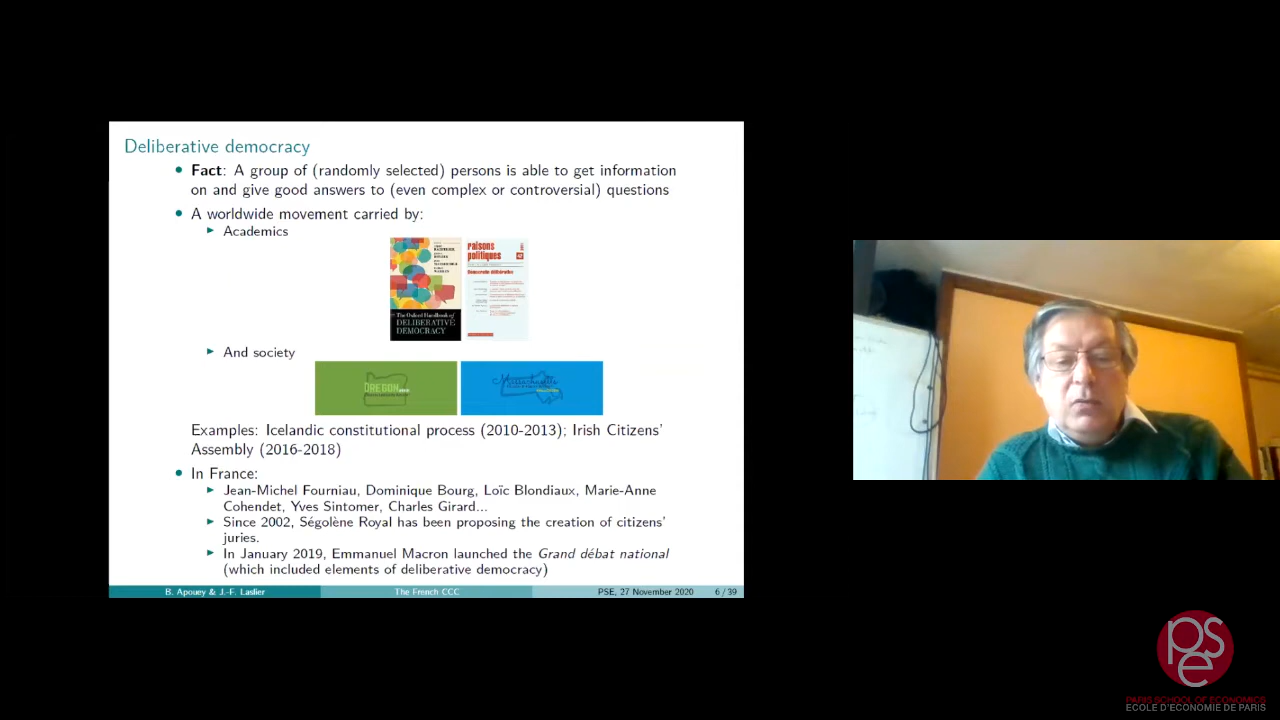 Deliberative democracy
• Fact: A group of (randomly selected) persons is able to get information
on and give good answers to (even complex or controversial) questions
• A worldwide movement carried by:
▶ Academics
The Oxford Handbook of
DELIBERATIVE
DEMOCRACY
raisons
politiques
Démocratie délibérative
▶ And society
OREGON
Massachusetts
Examples: Icelandic constitutional process (2010-2013); Irish Citizens'
Assembly (2016-2018)
• In France:
▶ Jean-Michel Fourniau, Dominique Bourg, Loïc Blondiaux, Marie-Anne
Cohendet, Yves Sintomer, Charles Girard...
▶ Since 2002, Ségolène Royal has been proposing the creation of citizens'
juries.
▶ In January 2019, Emmanuel Macron launched the Grand débat national
(which included elements of deliberative democracy)
B. Apouey & J.-F. Laslier The French CCC PSE, 27 November 2020 6 / 39
pse
PARIS SCHOOL OF ECONOMICS
ECOLE D'ECONOMIE DE PARIS